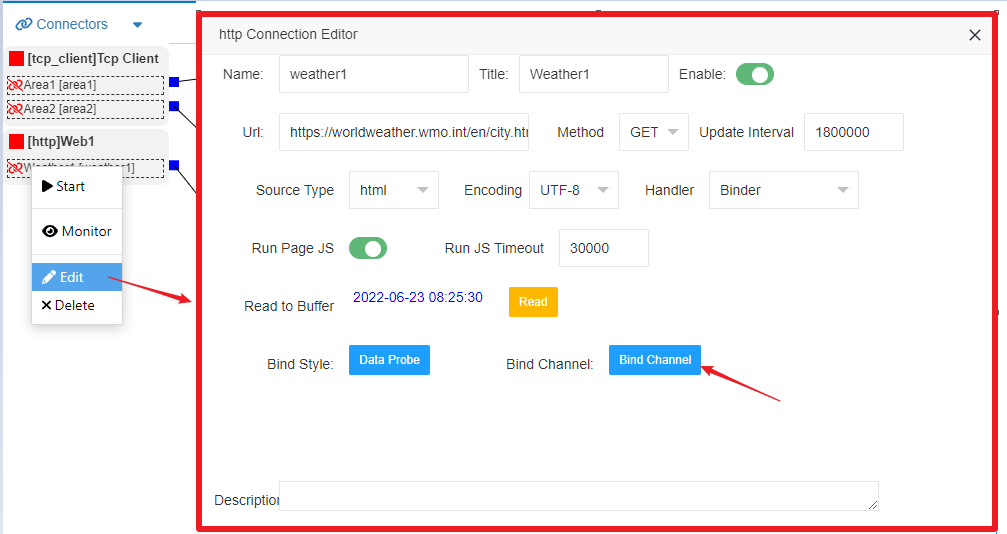 Connectors
[tcp_client]Tcp Client
Area1 [area1]
Area2 [area2]
[http]Web1
Weather1 [weather1]
Start
Monitor
Edit
Delete
http Connection Editor
Name: weather1 Title: Weather1 Enable:
Url: https://worldweather.wmo.int/en/city.htm Method GET Update Interval 1800000
Source Type html Encoding UTF-8 Handler Binder
Run Page JS Run JS Timeout 30000
Read to Buffer 2022-06-23 08:25:30 Read
Bind Style: Data Probe Bind Channel: Bind Channel
Description